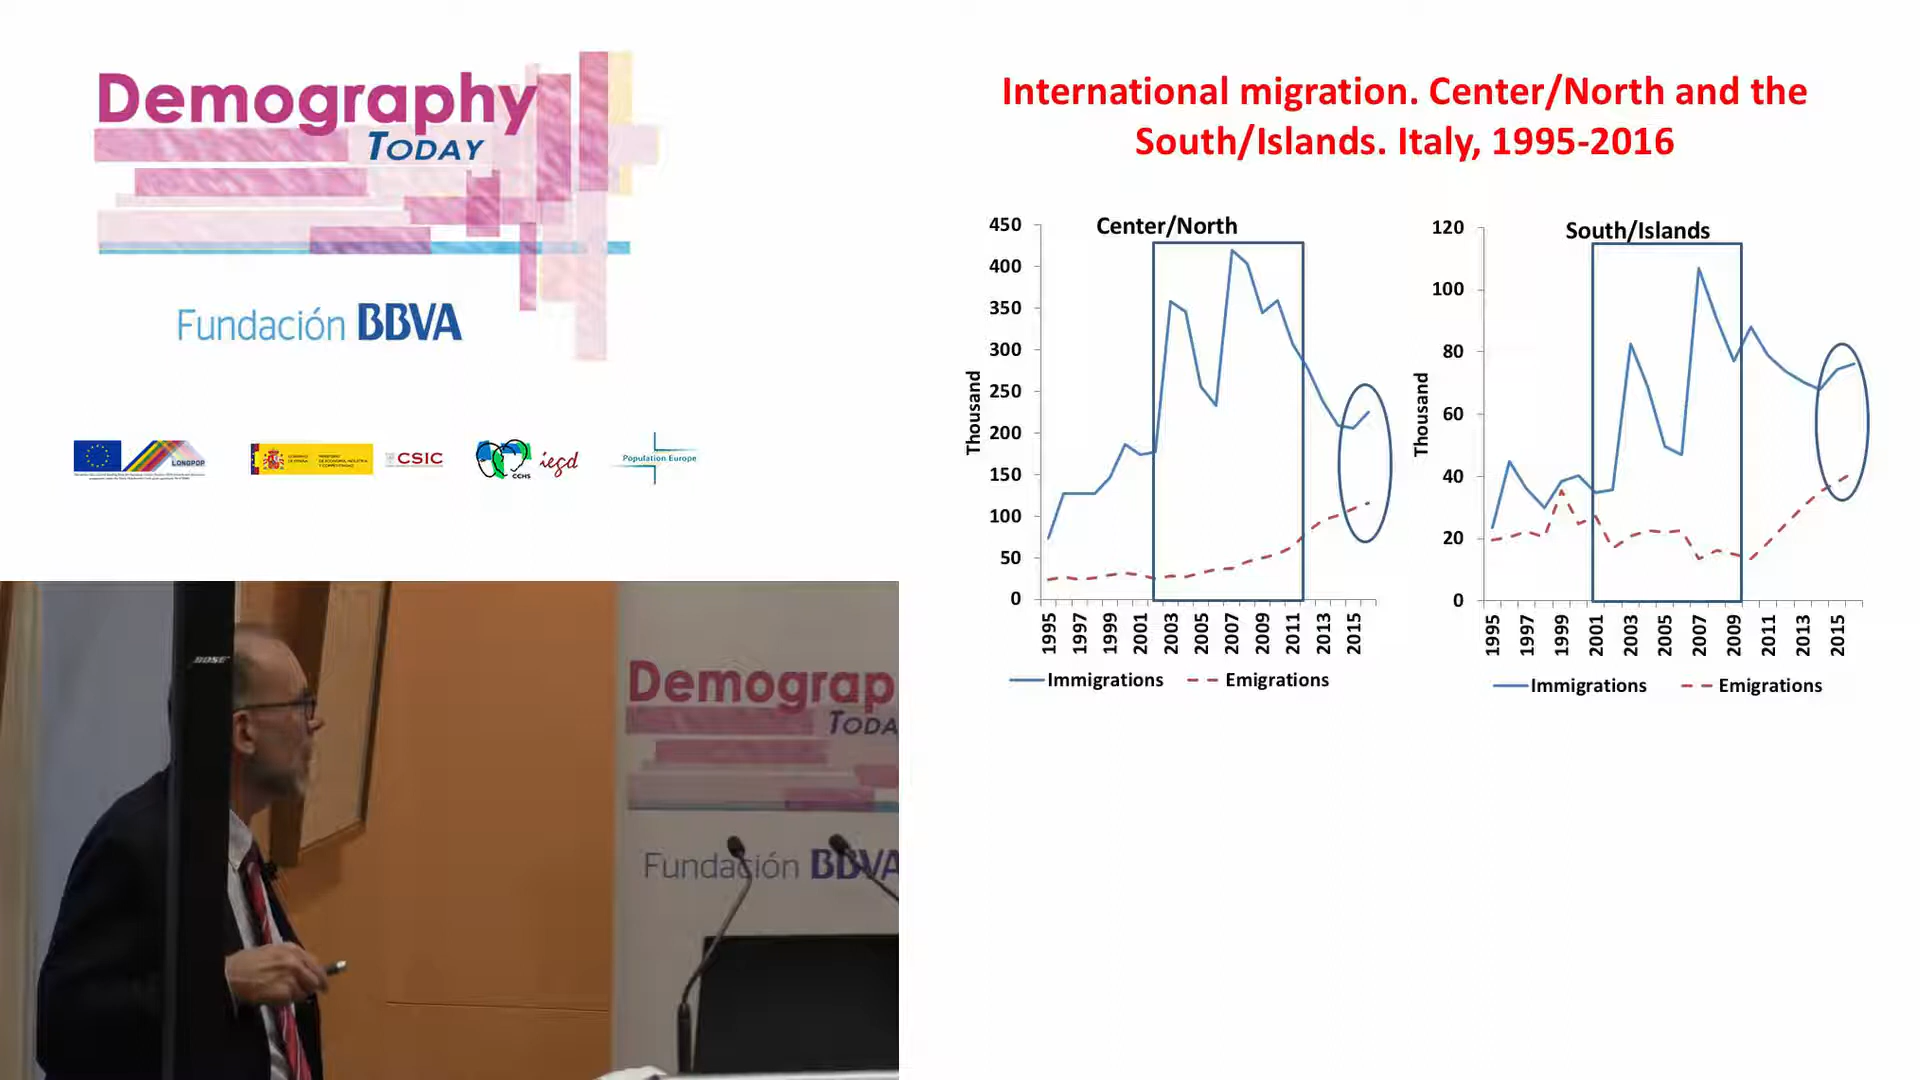 Demography
TODAY
Fundación BBVA
LONGPOP
CSIC
CCHS
iegd
Population Europe
International migration. Center/North and the
South/Islands. Italy, 1995-2016
Center/North
Thousand
450
400
350
300
250
200
150
100
50
0
1995
1997
1999
2001
2003
2005
2007
2009
2011
2013
2015
Immigrations
Emigrations
South/Islands
Thousand
120
100
80
60
40
20
0
1995
1997
1999
2001
2003
2005
2007
2009
2011
2013
2015
Immigrations
Emigrations
BOSE
Demograp
TODA
Fundación BBVA